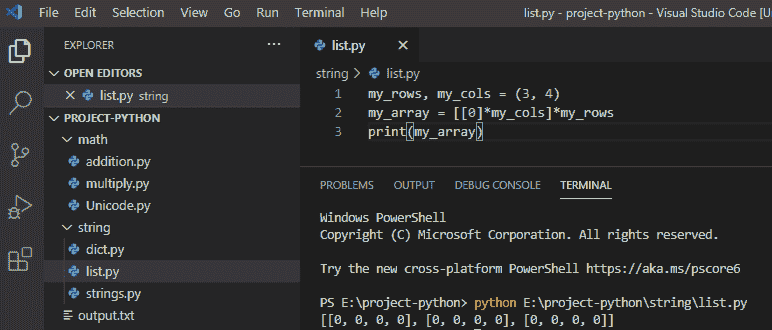 File Edit Selection View Go Run Terminal Help list.py - project-python - Visual Studio Code [U
EXPLORER ...
OPEN EDITORS
list.py string
PROJECT-PYTHON
math
addition.py
multiply.py
Unicode.py
string
dict.py
list.py
strings.py
output.txt
list.py
string > list.py
1 my_rows, my_cols = (3, 4)
2 my_array = [[0]*my_cols]*my_rows
3 print(my_array)
PROBLEMS OUTPUT DEBUG CONSOLE TERMINAL
Windows PowerShell
Copyright (C) Microsoft Corporation. All rights reserved.
Try the new cross-platform PowerShell https://aka.ms/pscore6
PS E:\project-python> python E:\project-python\string\list.py
[[0, 0, 0, 0], [0, 0, 0, 0], [0, 0, 0, 0]]